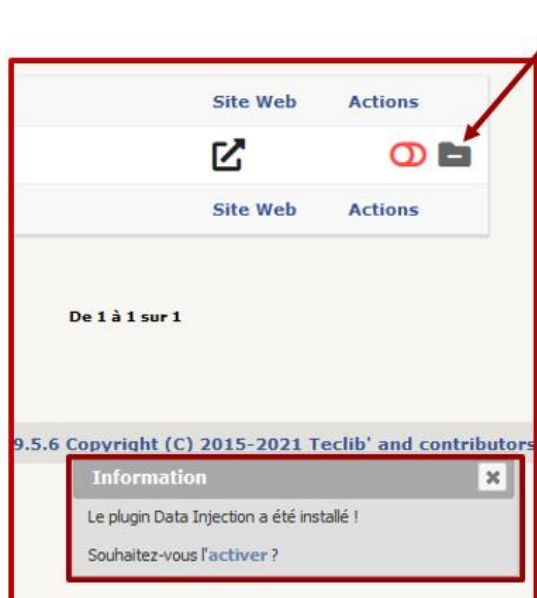 Site Web Actions
Site Web Actions
De 1 à 1 sur 1
9.5.6 Copyright (C) 2015-2021 Teclib' and contributors
Information
Le plugin Data Injection a été installé !
Souhaitez-vous l'activer ?